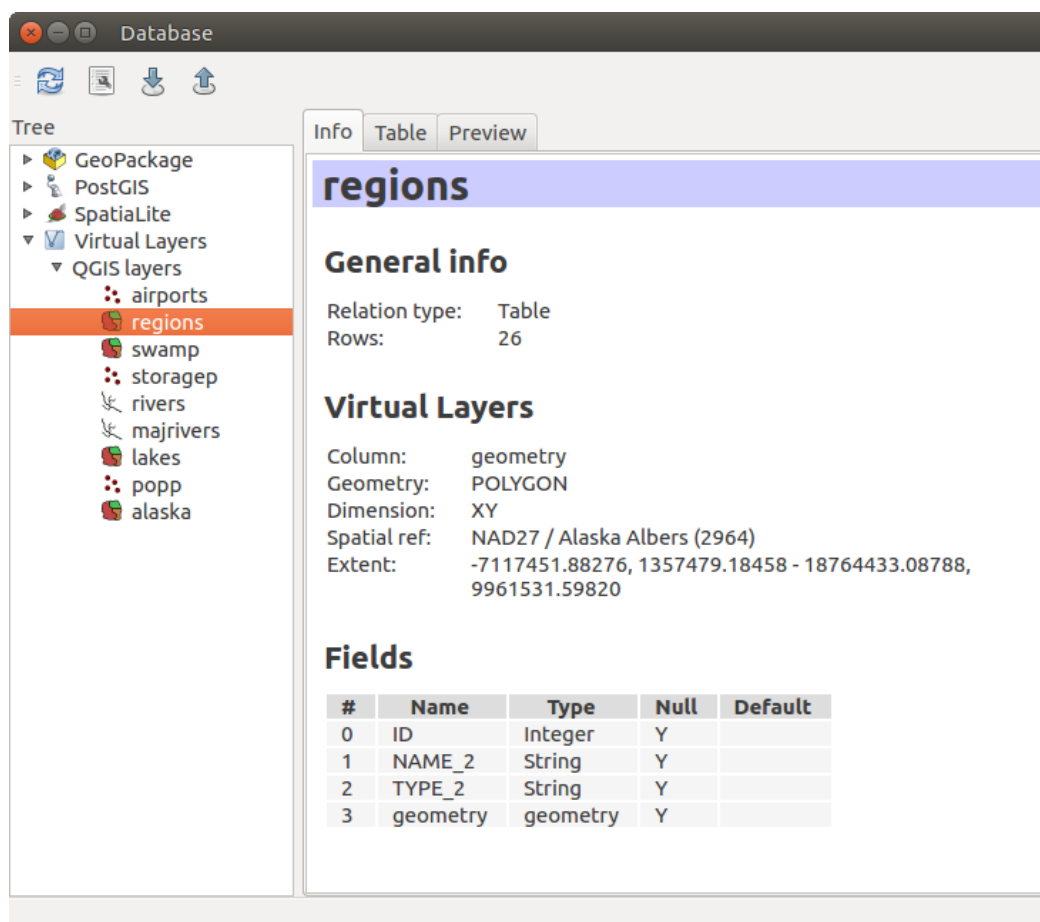 Database
Tree
GeoPackage
PostGIS
SpatiaLite
Virtual Layers
QGIS layers
airports
regions
swamp
storagep
rivers
majrivers
lakes
popp
alaska
Info Table Preview
regions
General info
Relation type: Table
Rows: 26
Virtual Layers
Column: geometry
Geometry: POLYGON
Dimension: XY
Spatial ref: NAD27 / Alaska Albers (2964)
Extent: -7117451.88276, 1357479.18458 - 18764433.08788,
9961531.59820
Fields
# Name Type Null Default
0 ID Integer Y
1 NAME_2 String Y
2 TYPE_2 String Y
3 geometry geometry Y